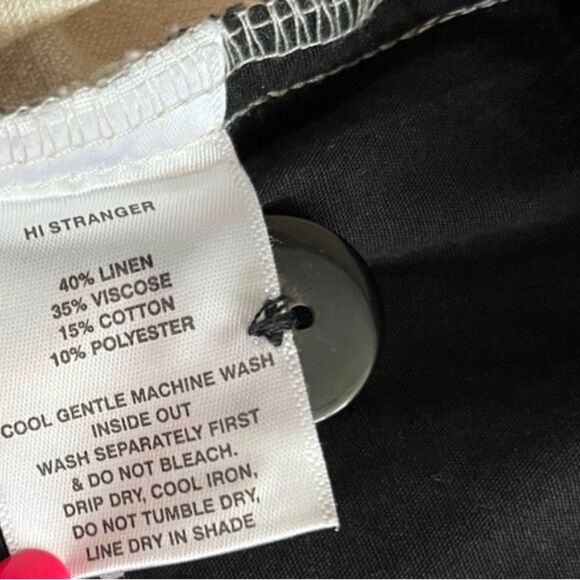 HI STRANGER
40% LINEN
35% VISCOSE
15% COTTON
10% POLYESTER
COOL GENTLE MACHINE WASH
INSIDE OUT
WASH SEPARATELY FIRST
& DO NOT BLEACH.
DRIP DRY, COOL IRON,
DO NOT TUMBLE DRY,
LINE DRY IN SHADE